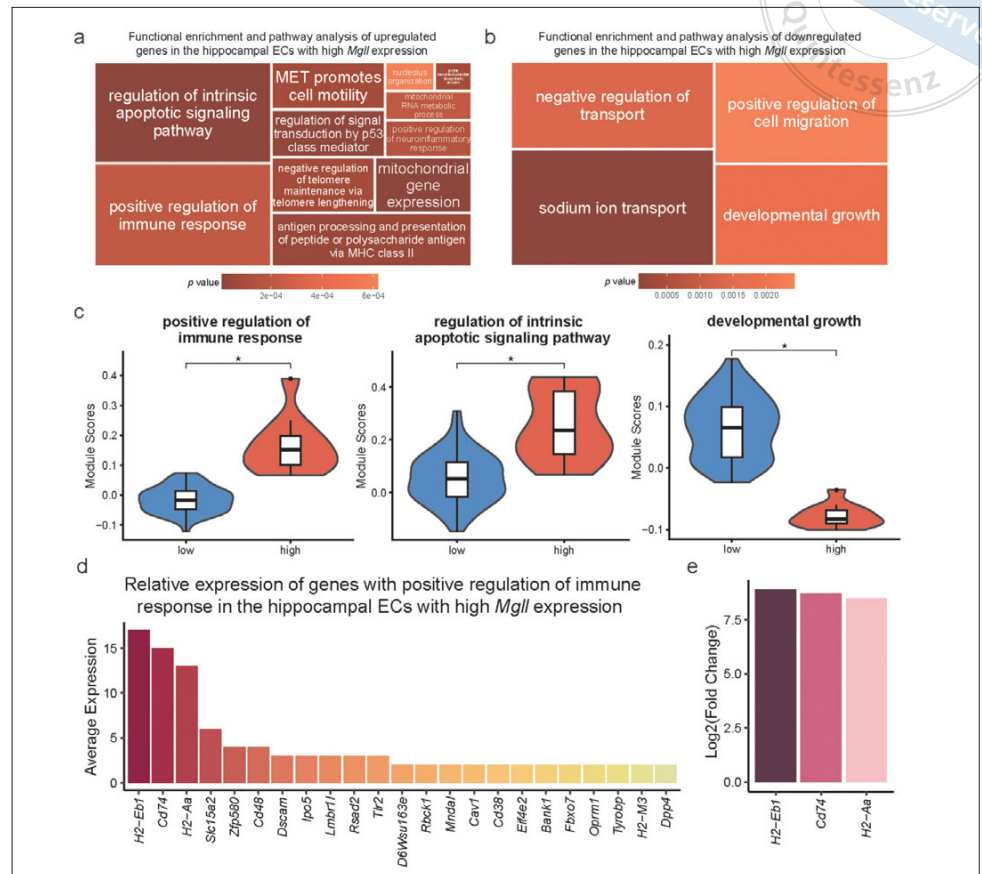 Quintessenz
reserve
a
Functional enrichment and pathway analysis of upregulated
genes in the hippocampal ECs with high Mgll expression
regulation of intrinsic
apoptotic signaling
pathway
positive regulation of
immune response
MET promotes
cell motility
nucleolus
organization
mitochondrial
RNA metabolic
process
regulation of signal
transduction by p53
class mediator
positive regulation
of neuroinflammatory
response
negative regulation
of telomere
maintenance via
telomere lengthening
mitochondrial
gene
expression
antigen processing and presentation
of peptide or polysaccharide antigen
via MHC class II
p value
2e−04 4e−04 6e−04
b
Functional enrichment and pathway analysis of downregulated
genes in the hippocampal ECs with high Mgll expression
negative regulation of
transport
positive regulation of
cell migration
sodium ion transport
developmental growth
p value
0.0005 0.0010 0.0015 0.0020
c
positive regulation of
immune response
*
Module Scores
0.4
0.3
0.2
0.1
0.0
−0.1
low high
regulation of intrinsic
apoptotic signaling pathway
*
Module Scores
0.4
0.2
0.0
low high
developmental growth
*
Module Scores
0.2
0.1
0.0
−0.1
low high
d
Relative expression of genes with positive regulation of immune
response in the hippocampal ECs with high Mgll expression
Average Expression
15
10
5
0
H2−Eb1
Cd74
H2−Aa
Slc15a2
Zfp580
Cd48
Dscam
Ipo5
Lmbr1l
Rsad2
Tlr2
D6Wsu163e
Rbck1
Mndal
Cav1
Cd38
Eif4e2
Bank1
Fbxo7
Oprm1
Tyrobp
H2−M3
Dpp4
e
Log2(Fold Change)
7.5
5.0
2.5
0.0
H2−Eb1
Cd74
H2−Aa